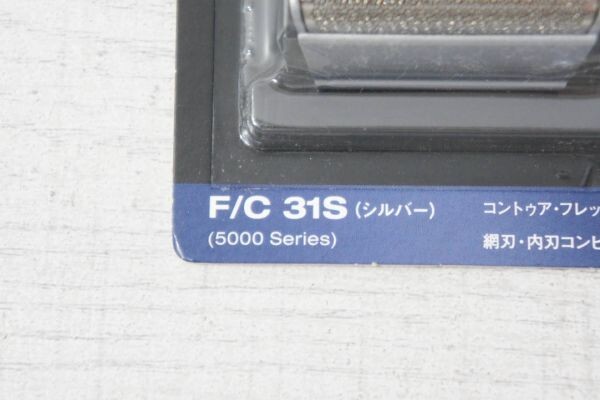 F/C 31S (シルバー)
(5000 Series)
コントゥア・フレッ
網刃・内刃コンビ